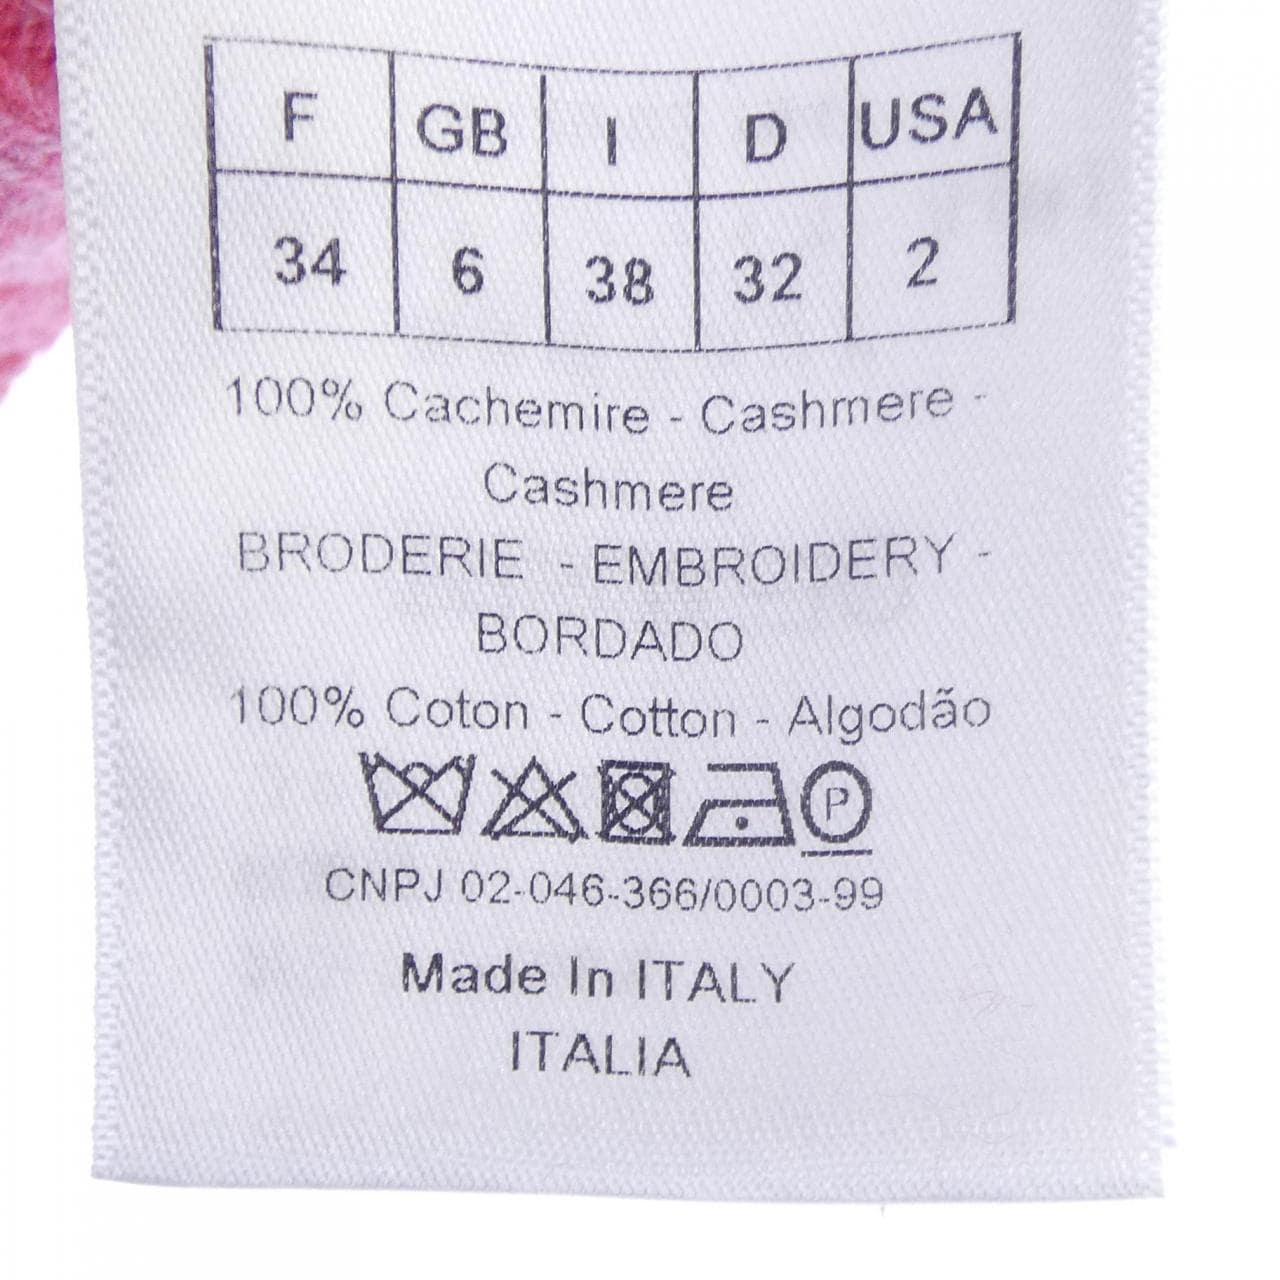 F GB I D USA
34 6 38 32 2
100% Cachemire - Cashmere -
Cashmere
BRODERIE - EMBROIDERY -
BORDADO
100% Coton - Cotton - Algodão
P
CNPJ 02-046-366/0003-99
Made In ITALY
ITALIA